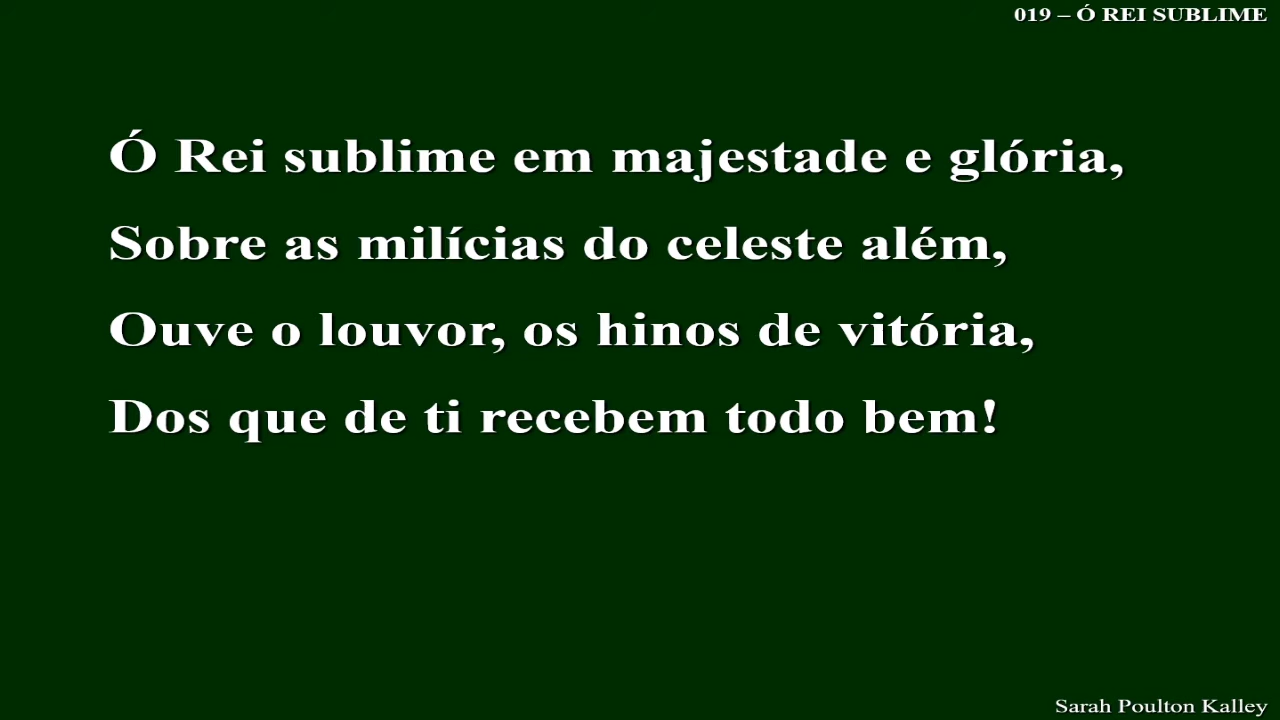 019 – Ó REI SUBLIME
Ó Rei sublime em majestade e glória,
Sobre as milícias do celeste além,
Ouve o louvor, os hinos de vitória,
Dos que de ti recebem todo bem!
Sarah Poulton Kalley